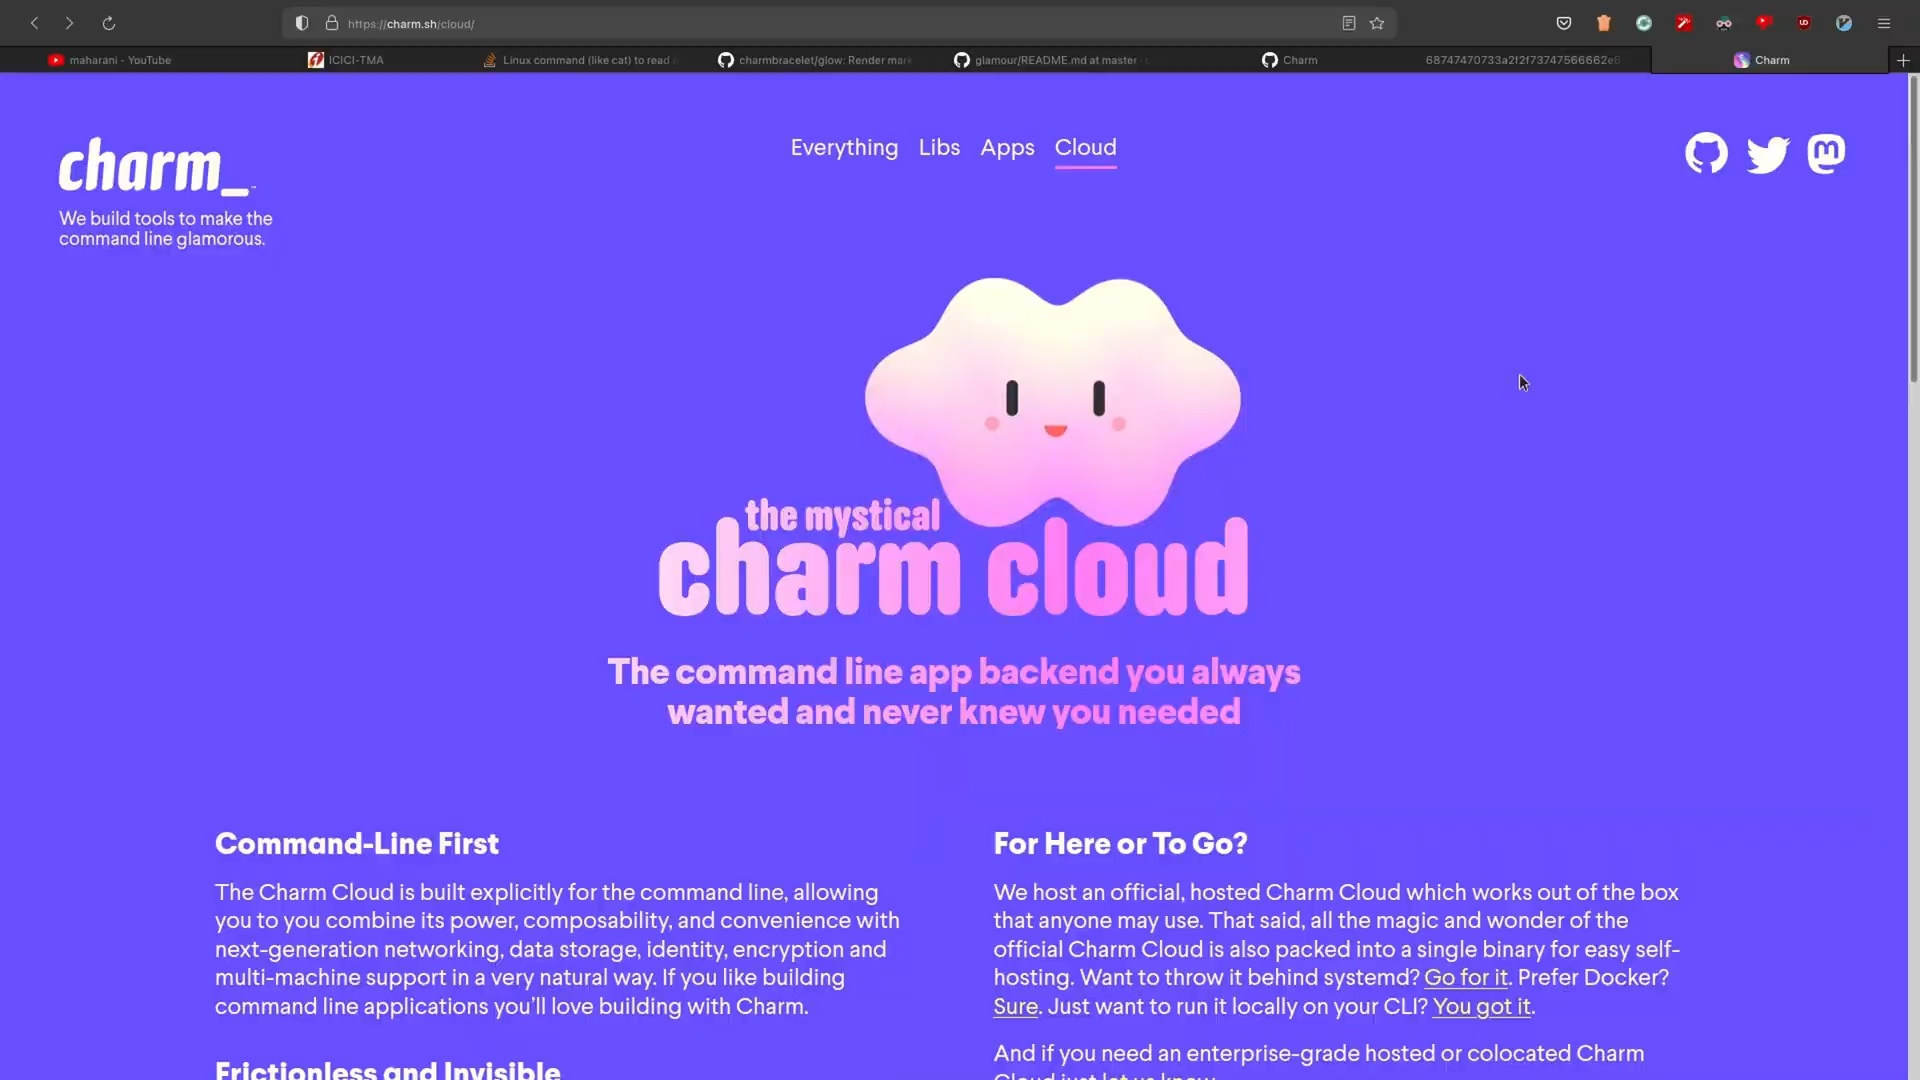 https://charm.sh/cloud/
maharani - YouTube
ICICI-TMA
Linux command (like cat) to read
charmbracelet/glow: Render mar
glamour/README.md at master ·
Charm
68747470733a2f2f73747566662e6
Charm
charm_
We build tools to make the
command line glamorous.
Everything Libs Apps Cloud
the mystical
charm cloud
The command line app backend you always
wanted and never knew you needed
Command-Line First
The Charm Cloud is built explicitly for the command line, allowing
you to you combine its power, composability, and convenience with
next-generation networking, data storage, identity, encryption and
multi-machine support in a very natural way. If you like building
command line applications you’ll love building with Charm.
Frictionless and Invisible
For Here or To Go?
We host an official, hosted Charm Cloud which works out of the box
that anyone may use. That said, all the magic and wonder of the
official Charm Cloud is also packed into a single binary for easy self-
hosting. Want to throw it behind systemd? Go for it. Prefer Docker?
Sure. Just want to run it locally on your CLI? You got it.
And if you need an enterprise-grade hosted or colocated Charm
Cloud just let us know.